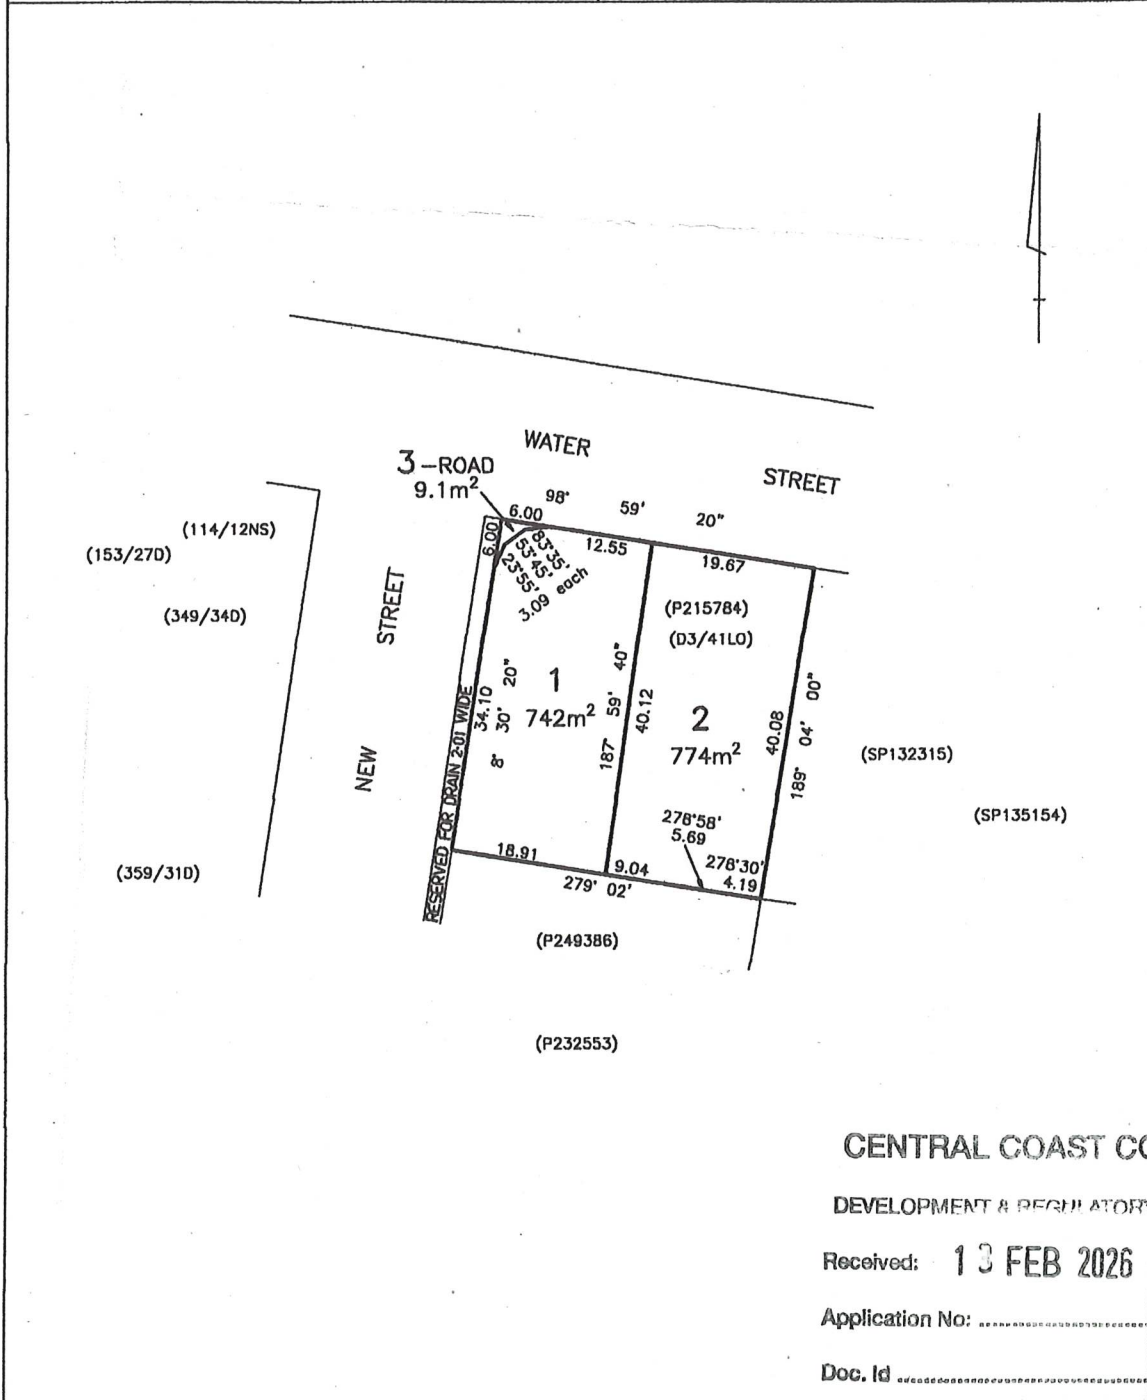 WATER
STREET
3-ROAD
9.1m²
6.00
98° 59' 20"
6.00
83°35'
53°45'
23°55'
3.09 each
12.55
19.67
(114/12NS)
(153/27D)
(349/34D)
(359/31D)
NEW STREET
(P215784)
(D3/41LO)
RESERVED FOR DRAIN 2-01 WIDE
34.10
8° 30' 20"
1
742m²
187° 59' 40"
40.12
2
774m²
40.08
189° 04' 00"
(SP132315)
(SP135154)
278°58'
5.69
278°30'
4.19
18.91
9.04
279° 02'
(P249386)
(P232553)
CENTRAL COAST CO
DEVELOPMENT & REGULATORY
Received: 13 FEB 2026
Application No:
Doc. Id